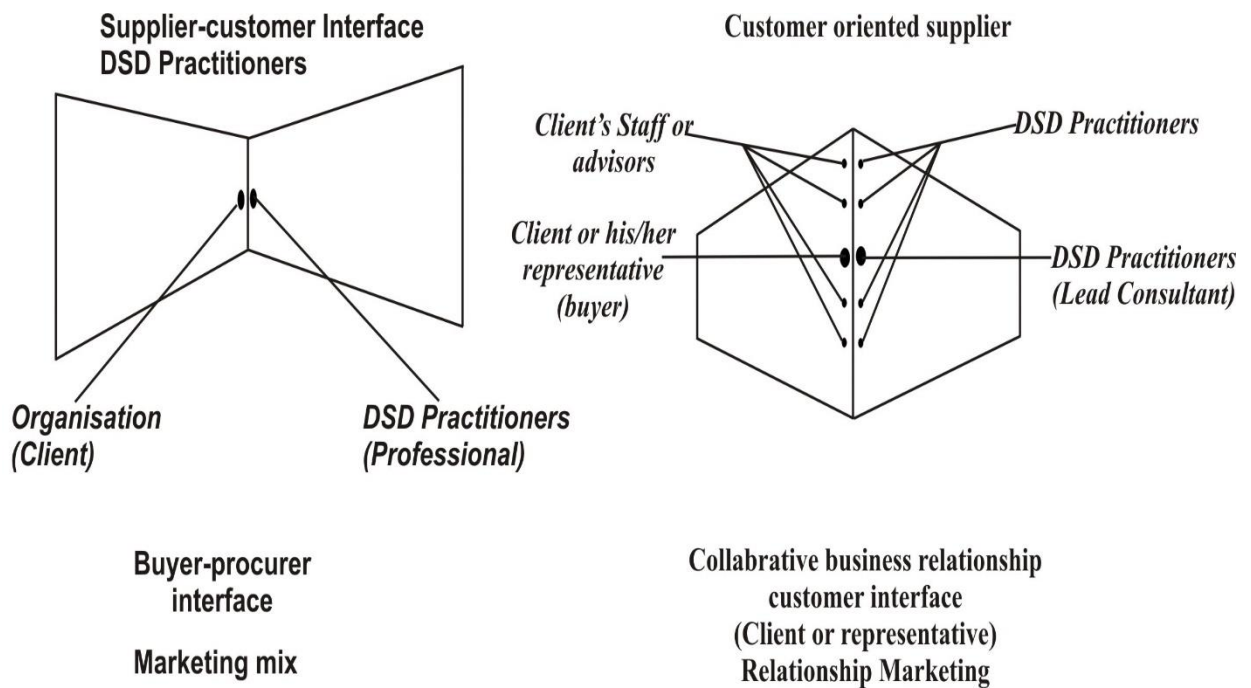 Supplier-customer Interface
DSD Practitioners
Organisation
(Client)
DSD Practitioners
(Professional)
Buyer-procurer
interface
Marketing mix
Customer oriented supplier
Client's Staff or
advisors
DSD Practitioners
Client or his/her
representative
(buyer)
DSD Practitioners
(Lead Consultant)
Collabrative business relationship
customer interface
(Client or representative)
Relationship Marketing